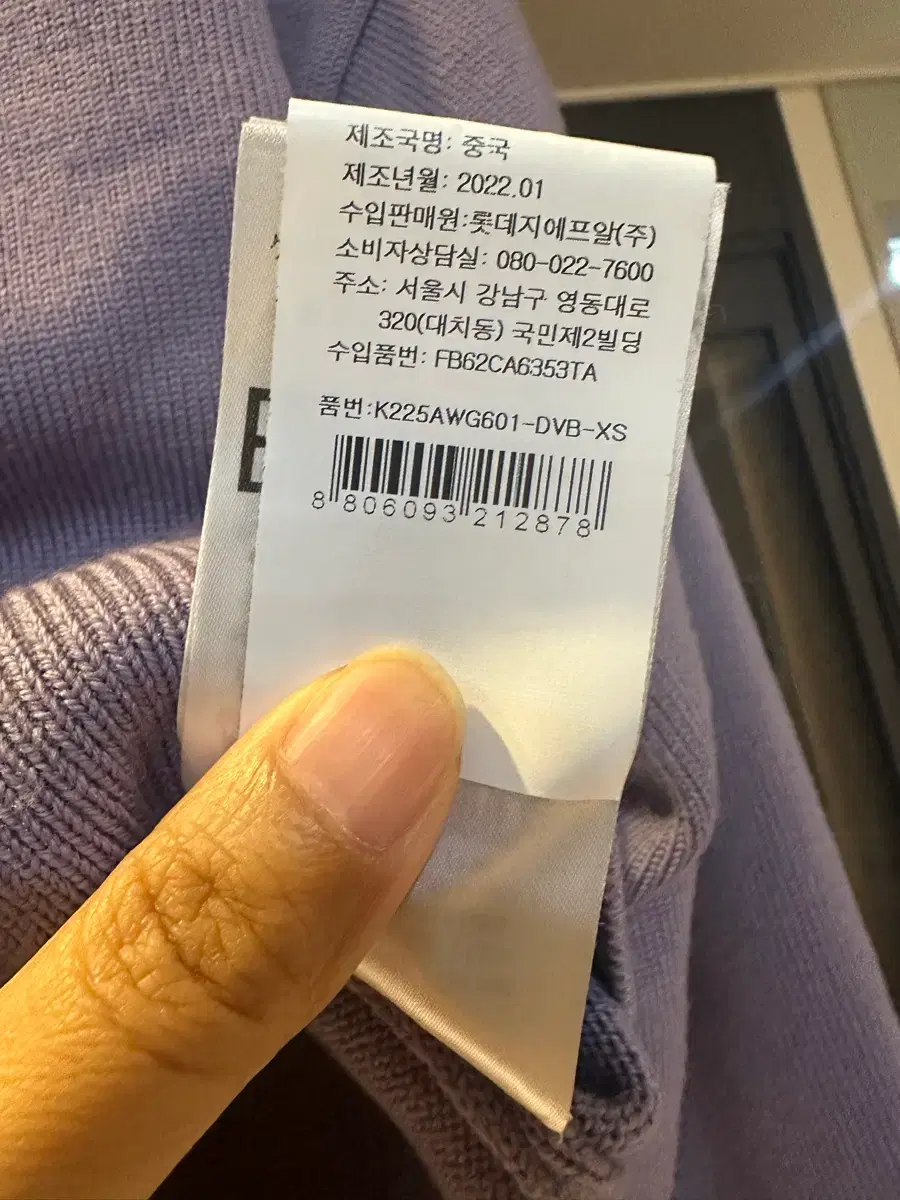 제조국명: 중국
제조년월: 2022.01
수입판매원:롯데지에프알(주)
소비자상담실: 080-022-7600
주소: 서울시 강남구 영동대로
320(대치동) 국민제2빌딩
수입품번: FB62CA6353TA
품번:K225AWG601-DVB-XS
8 806093 212878